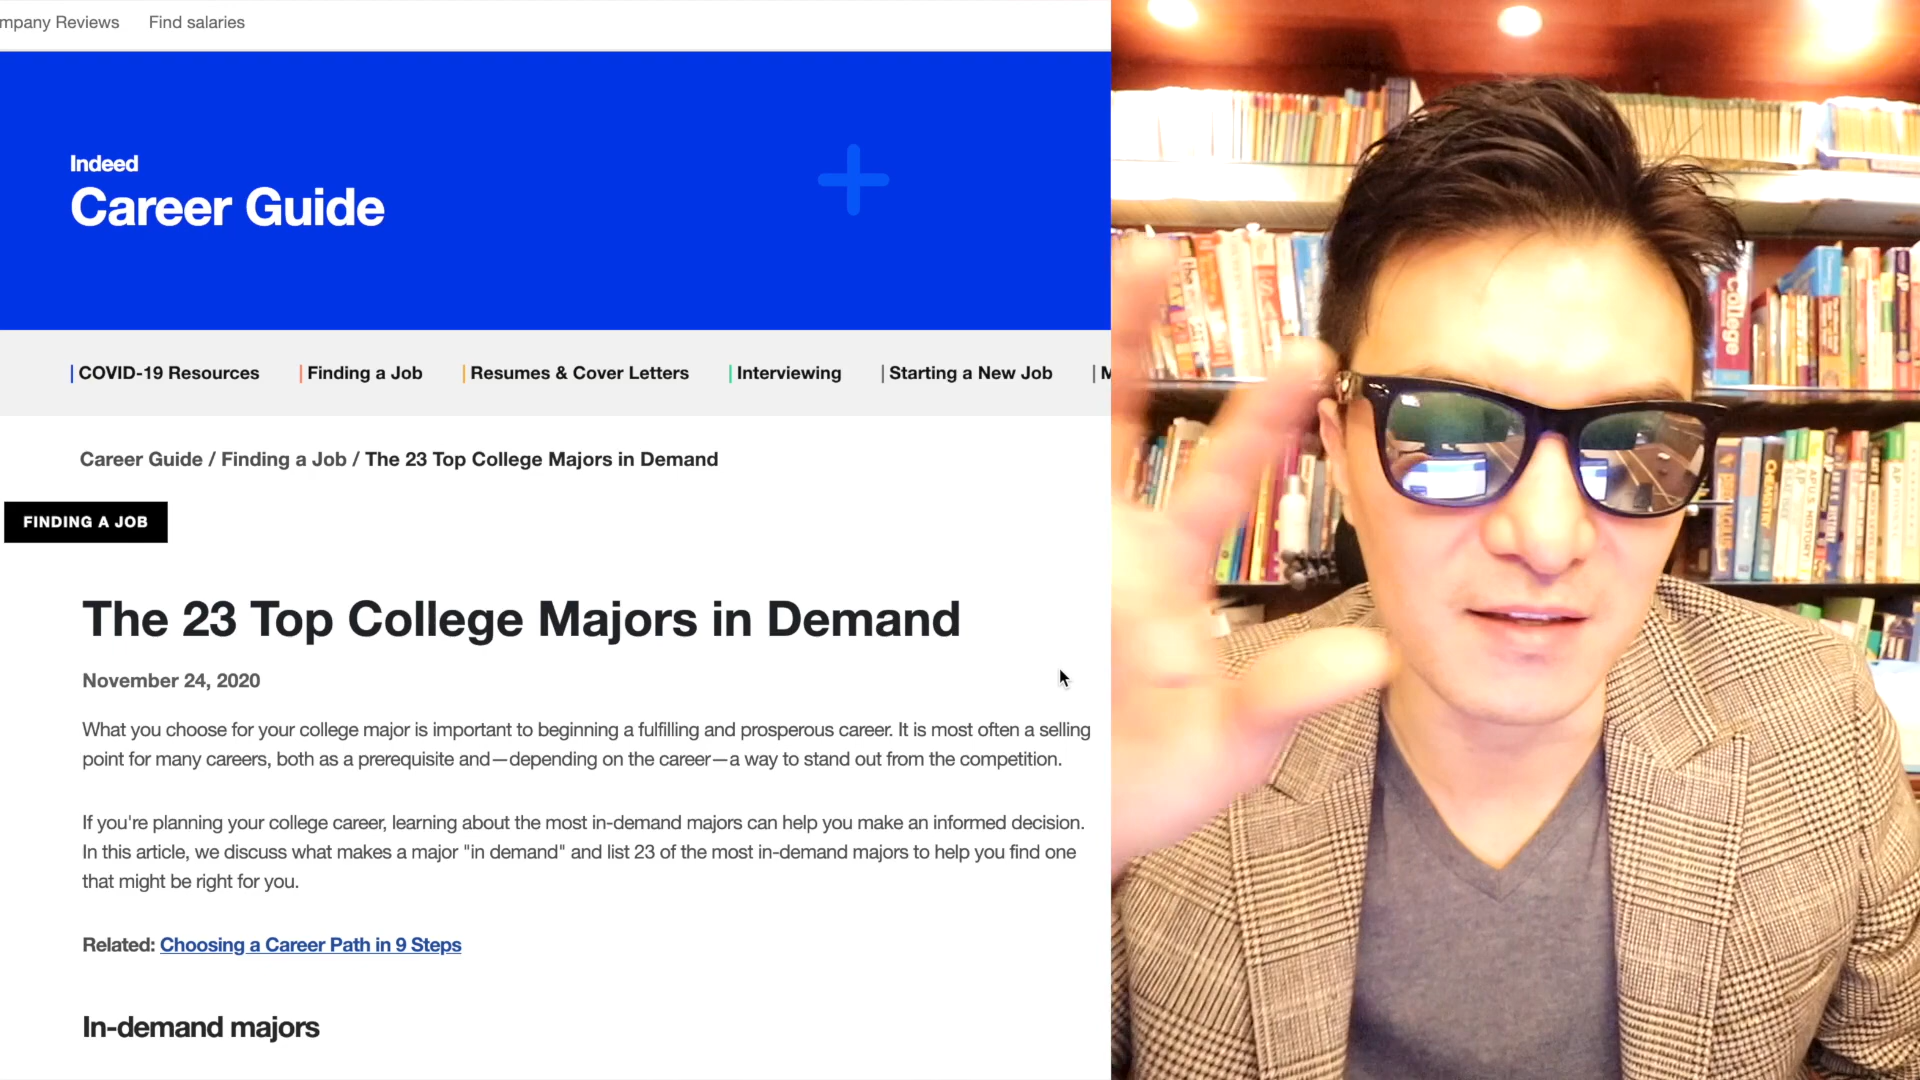 mpany Reviews Find salaries
Indeed
Career Guide
COVID-19 Resources Finding a Job Resumes & Cover Letters Interviewing Starting a New Job M
Career Guide / Finding a Job / The 23 Top College Majors in Demand
FINDING A JOB
The 23 Top College Majors in Demand
November 24, 2020
What you choose for your college major is important to beginning a fulfilling and prosperous career. It is most often a selling
point for many careers, both as a prerequisite and—depending on the career—a way to stand out from the competition.
If you're planning your college career, learning about the most in-demand majors can help you make an informed decision.
In this article, we discuss what makes a major "in demand" and list 23 of the most in-demand majors to help you find one
that might be right for you.
Related: Choosing a Career Path in 9 Steps
In-demand majors
College
CHEMISTRY
AP US HISTORY